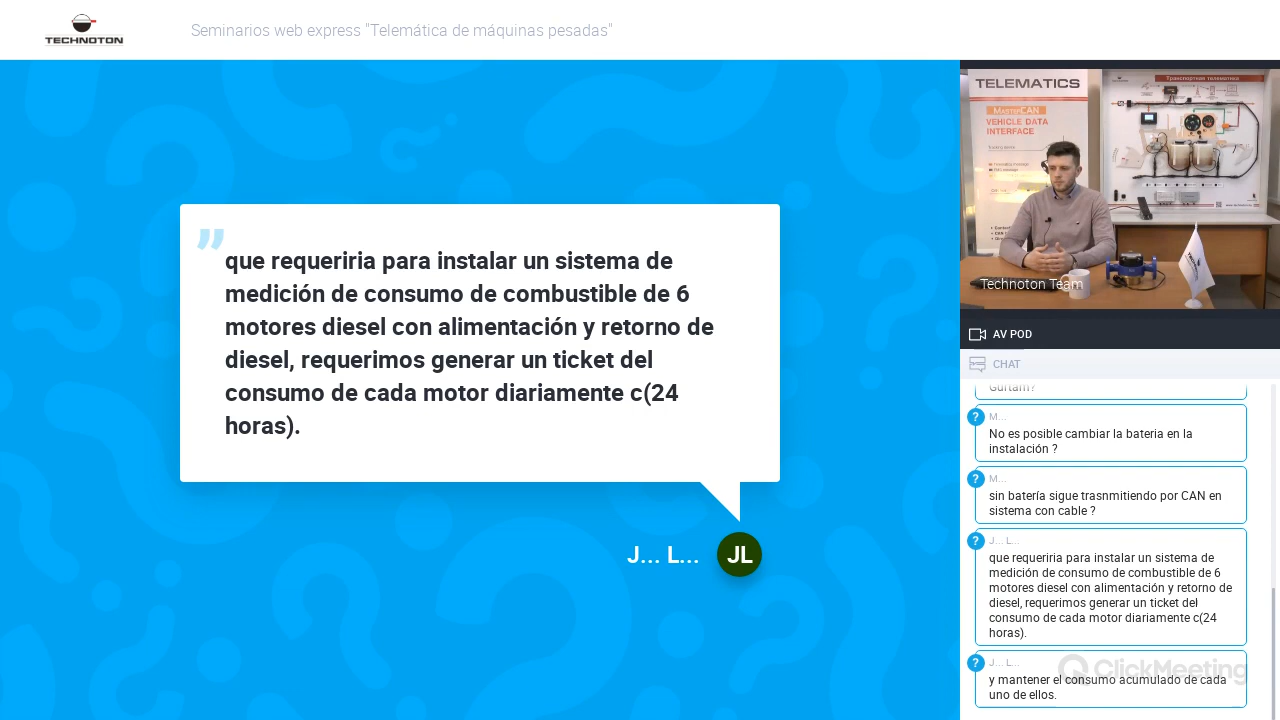 TECHNOTON
Seminarios web express "Telemática de máquinas pesadas"
que requeriria para instalar un sistema de
medición de consumo de combustible de 6
motores diesel con alimentación y retorno de
diesel, requerimos generar un ticket del
consumo de cada motor diariamente c(24
horas).
J... L...
JL
TELEMATICS
MasterCAN
VEHICLE DATA
INTERFACE
Транспортная телематика
Technoton Team
AV POD
CHAT
Gurtam?
?
M...
No es posible cambiar la bateria en la
instalación ?
?
M...
sin batería sigue trasnmitiendo por CAN en
sistema con cable ?
?
J... L...
que requeriria para instalar un sistema de
medición de consumo de combustible de 6
motores diesel con alimentación y retorno de
diesel, requerimos generar un ticket del
consumo de cada motor diariamente c(24
horas).
?
J... L...
y mantener el consumo acumulado de cada
uno de ellos.
ClickMeeting